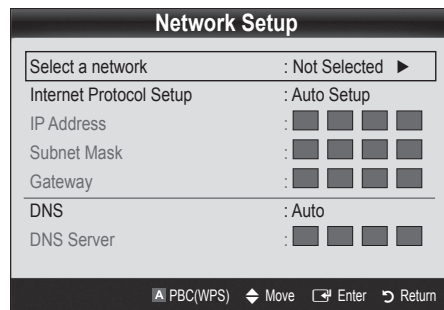 Network Setup
Select a network : Not Selected ►
Internet Protocol Setup : Auto Setup
IP Address :
Subnet Mask :
Gateway :
DNS : Auto
DNS Server :
A PBC(WPS) Move Enter Return